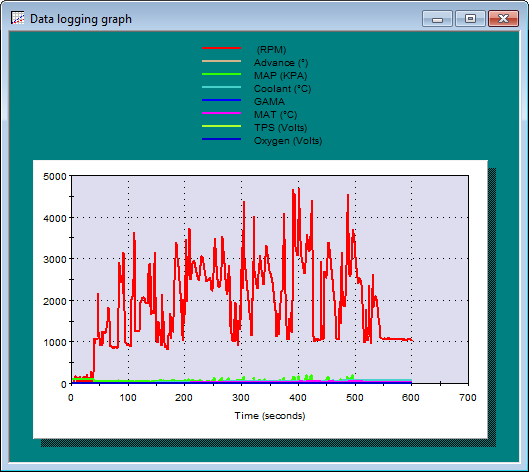 Data logging graph
(RPM)
Advance (°)
MAP (KPA)
Coolant (°C)
GAMA
MAT (°C)
TPS (Volts)
Oxygen (Volts)
5000
4000
3000
2000
1000
0
0 100 200 300 400 500 600 700
Time (seconds)